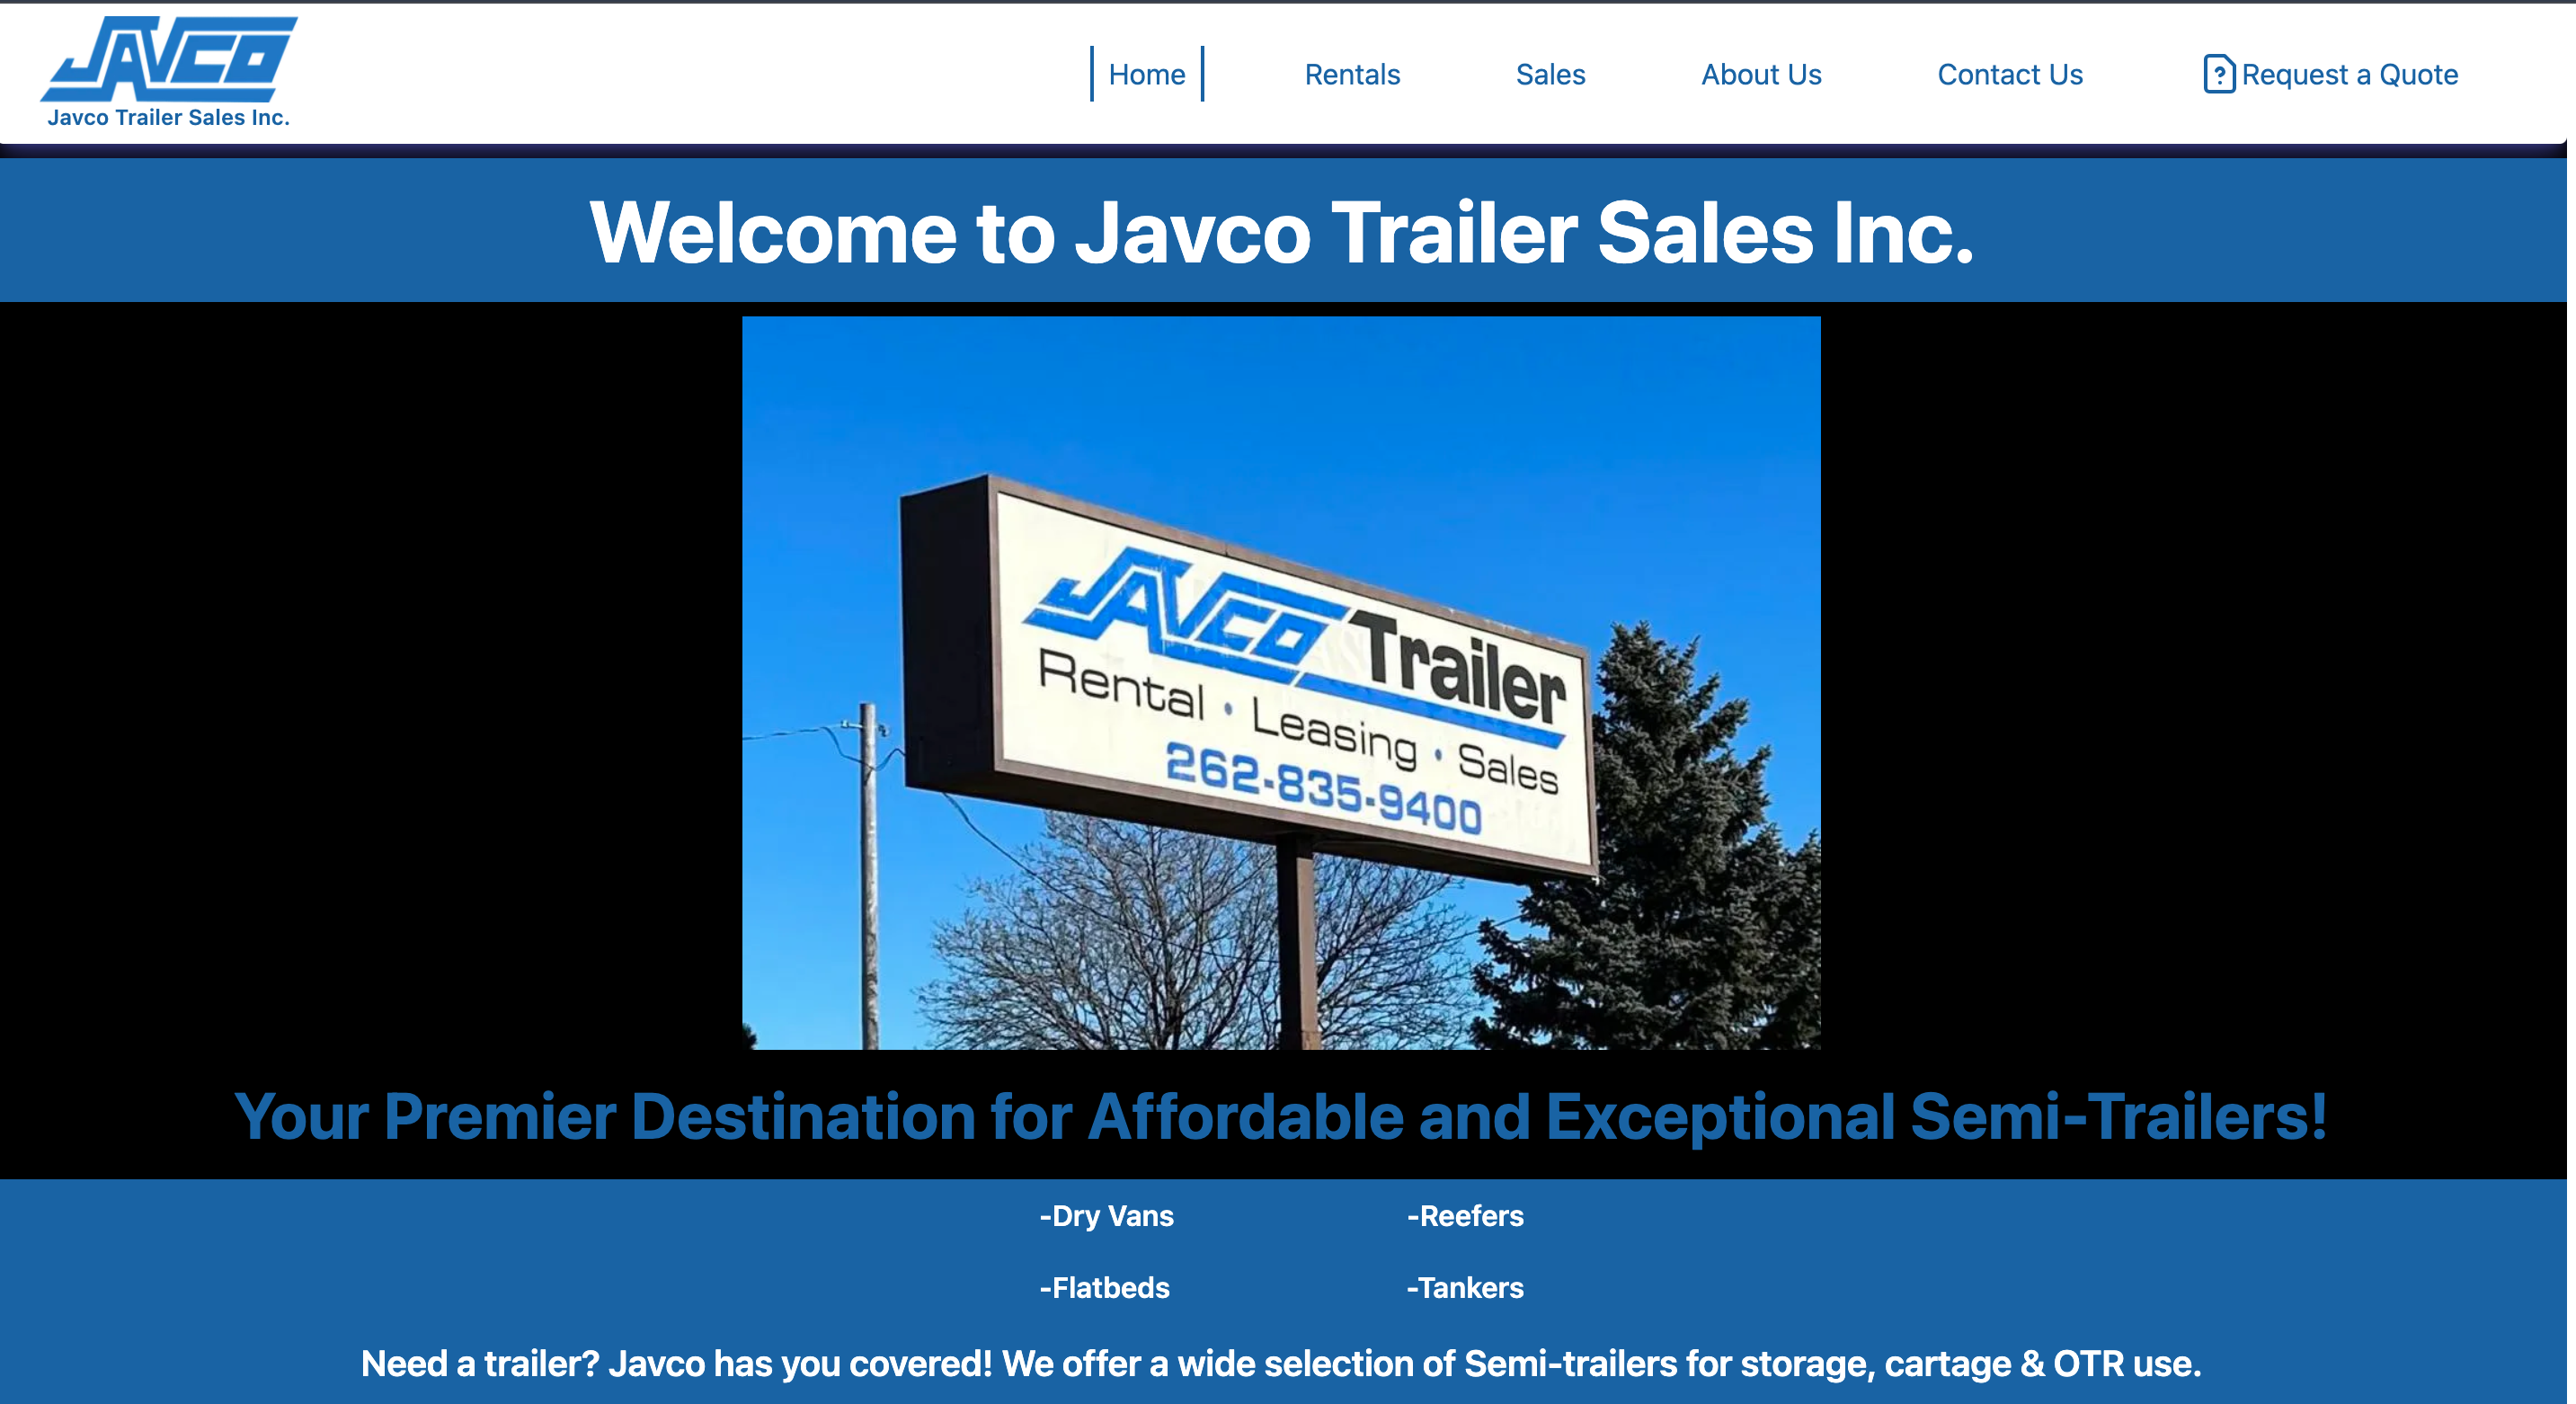 JAVCO
Javco Trailer Sales Inc.
Home
Rentals
Sales
About Us
Contact Us
Request a Quote
Welcome to Javco Trailer Sales Inc.
JAVCO Trailer
Rental • Leasing • Sales
262-835-9400
Your Premier Destination for Affordable and Exceptional Semi-Trailers!
-Dry Vans
-Reefers
-Flatbeds
-Tankers
Need a trailer? Javco has you covered! We offer a wide selection of Semi-trailers for storage, cartage & OTR use.